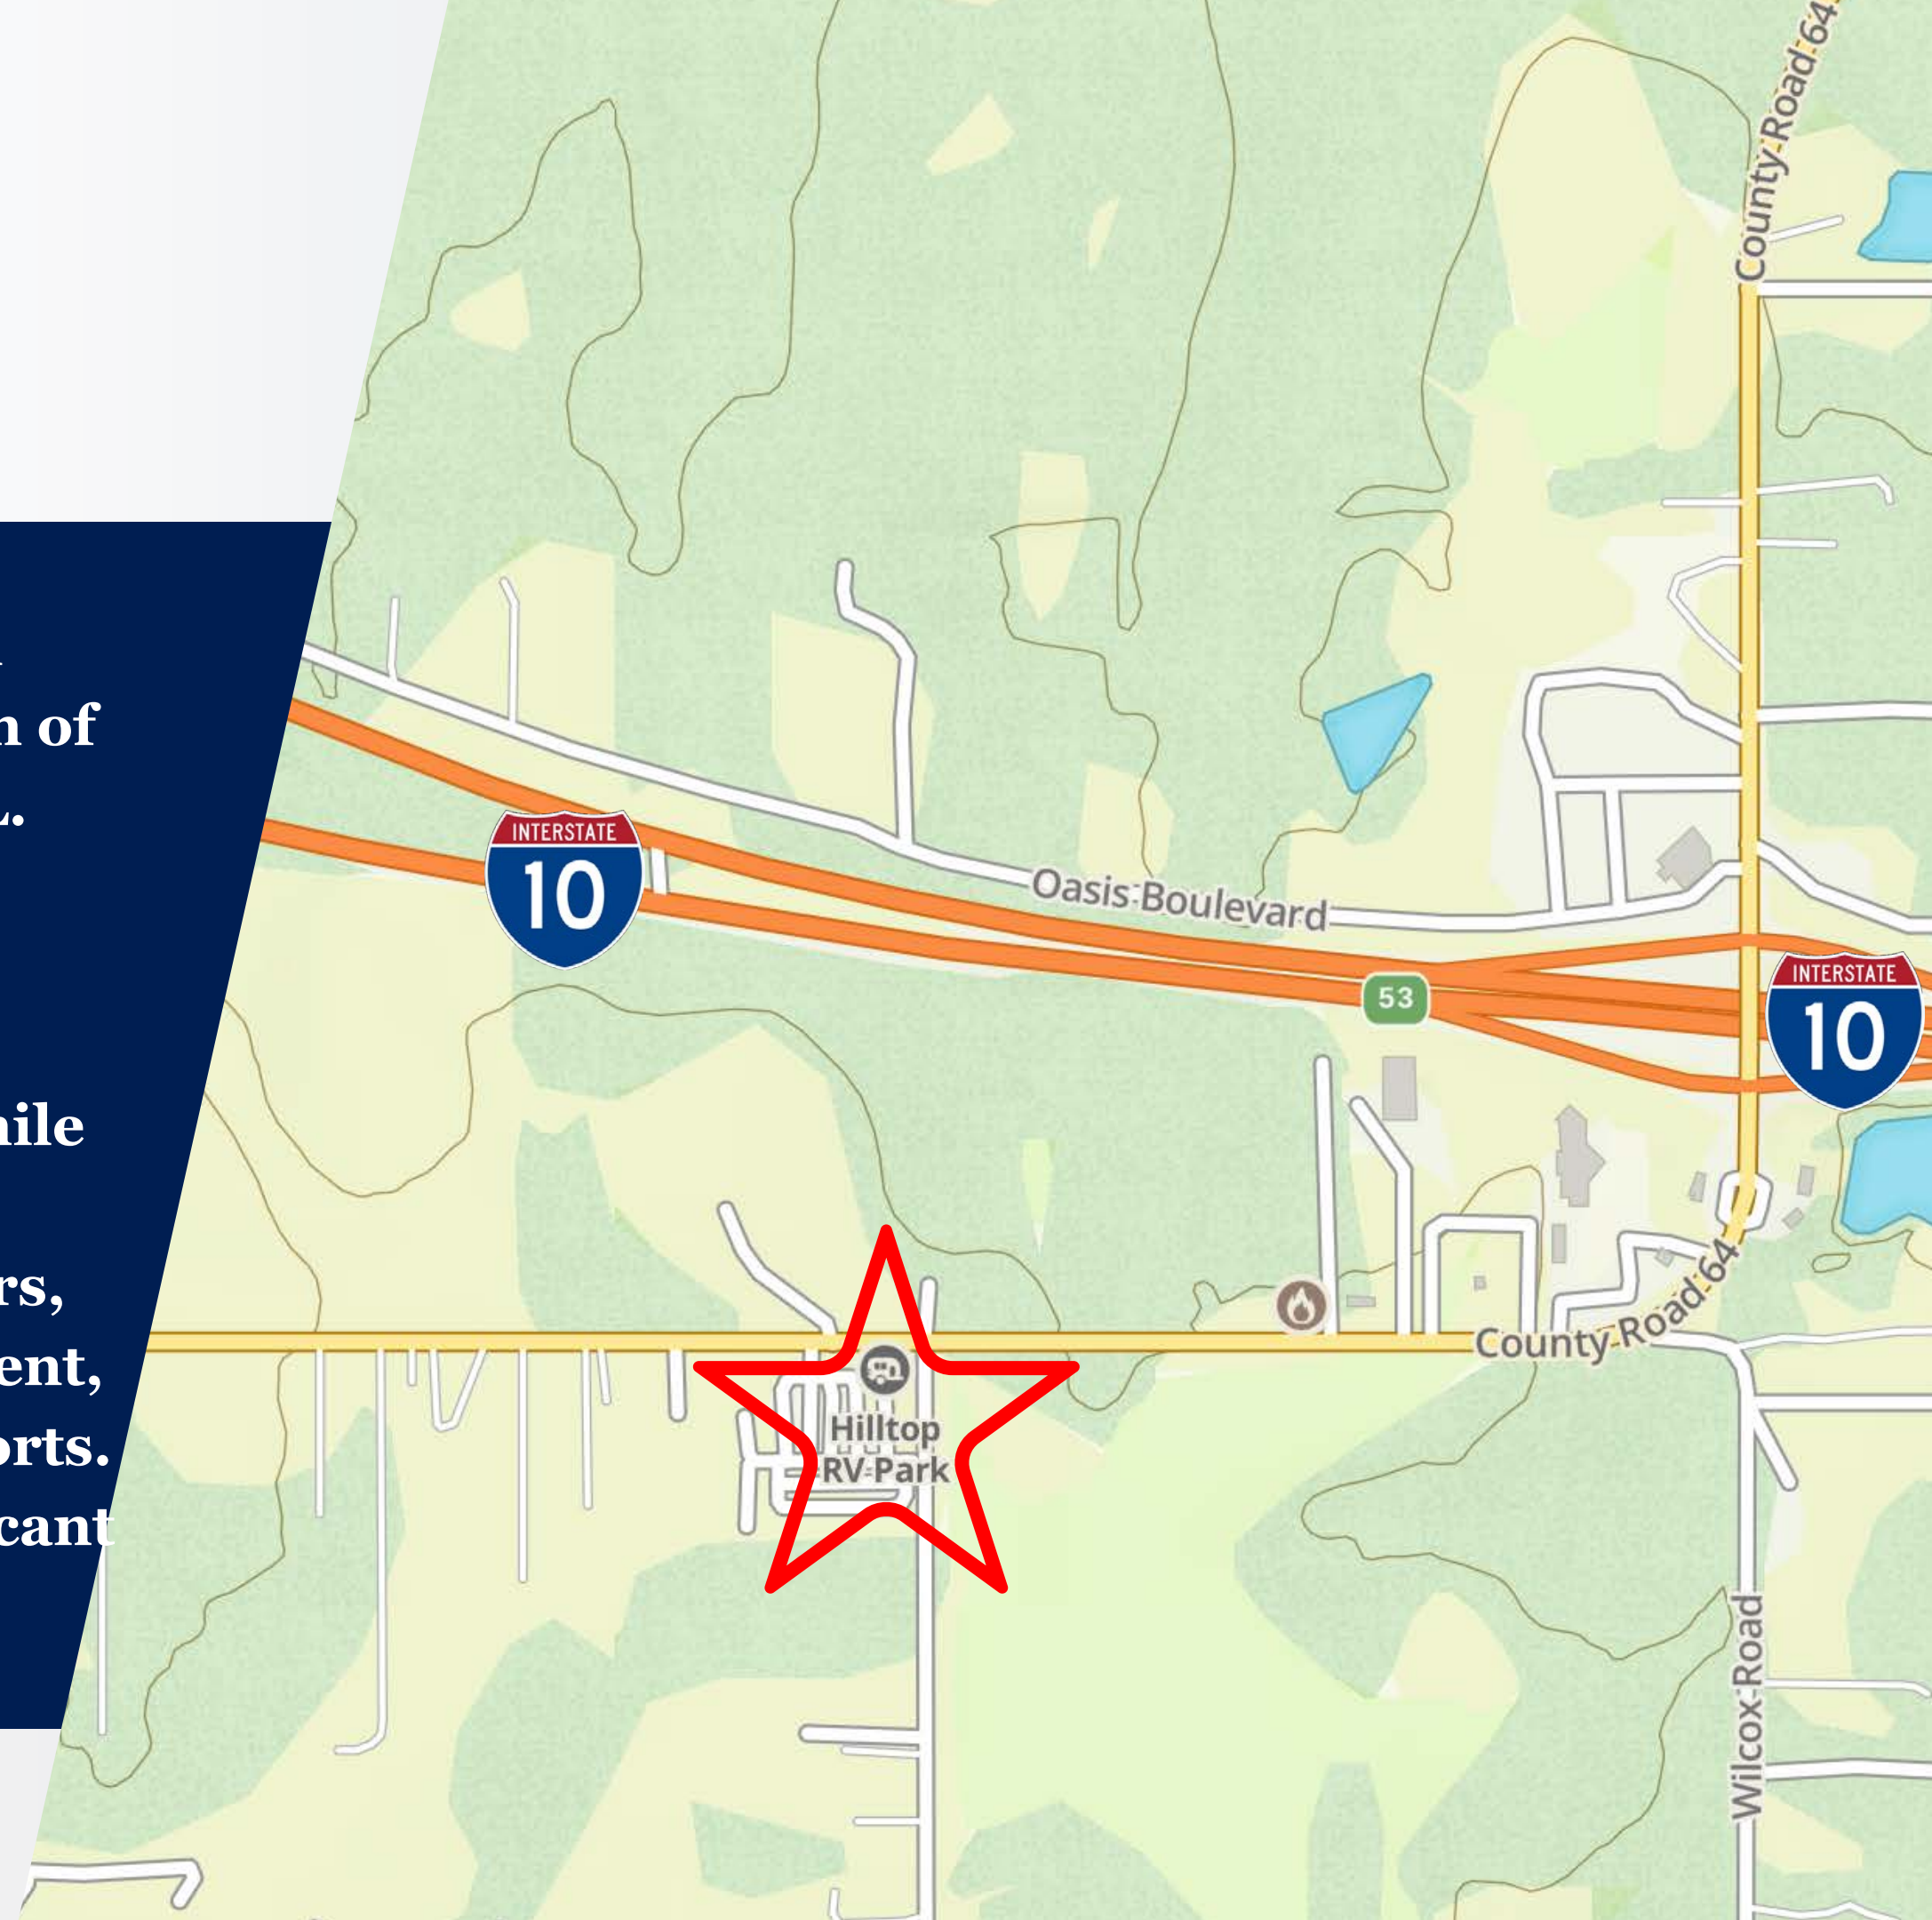 n of
nile
rs,
ent,
orts.
cant
County Road 64
INTERSTATE
10
Oasis Boulevard
53
INTERSTATE
10
County Road 64
Hilltop
RV Park
Wilcox Road